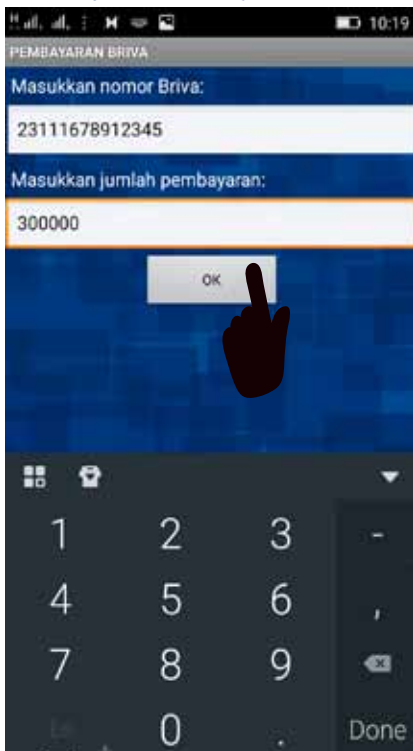 10:19
PEMBAYARAN BRIVA
Masukkan nomor Briva:
23111678912345
Masukkan jumlah pembayaran:
300000
OK
1 2 3 -
4 5 6 ,
7 8 9
0 . Done